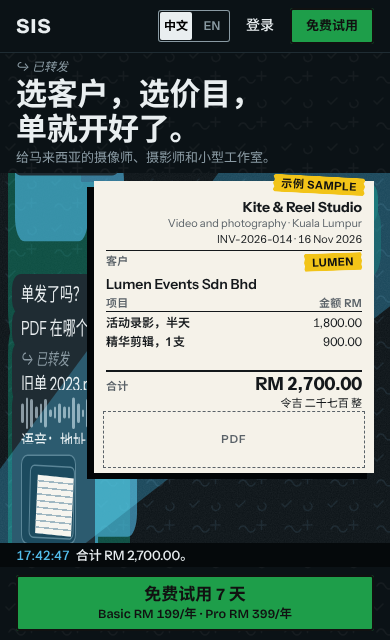 SIS
中文 EN 登录 免费试用
已转发
选客户，选价目，
单就开好了。
给马来西亚的摄像师、摄影师和小型工作室。
示例 SAMPLE
Kite & Reel Studio
Video and photography · Kuala Lumpur
INV-2026-014 · 16 Nov 2026
客户 LUMEN
Lumen Events Sdn Bhd
项目 金额 RM
活动录影，半天 1,800.00
精华剪辑，1支 900.00
合计 RM 2,700.00
令吉 二千七百 整
PDF
单发了吗？
PDF 在哪个
已转发
旧单 2023.
语音：地址
17:42:47 合计 RM 2,700.00。
免费试用 7 天
Basic RM 199/年 · Pro RM 399/年